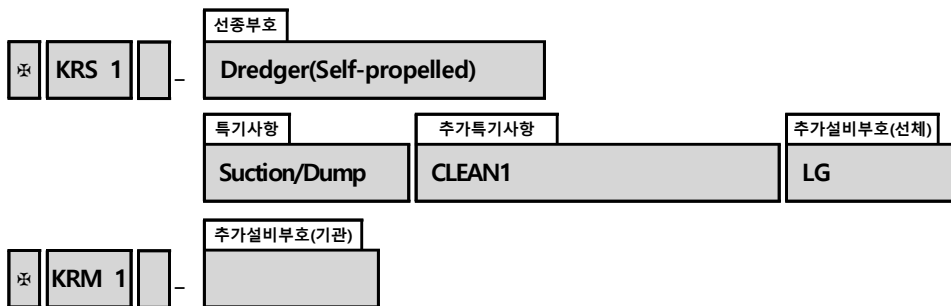 선종부호
✠ KRS 1 _ Dredger(Self-propelled)
특기사항 추가특기사항 추가설비부호(선체)
Suction/Dump CLEAN1 LG
추가설비부호(기관)
✠ KRM 1 _